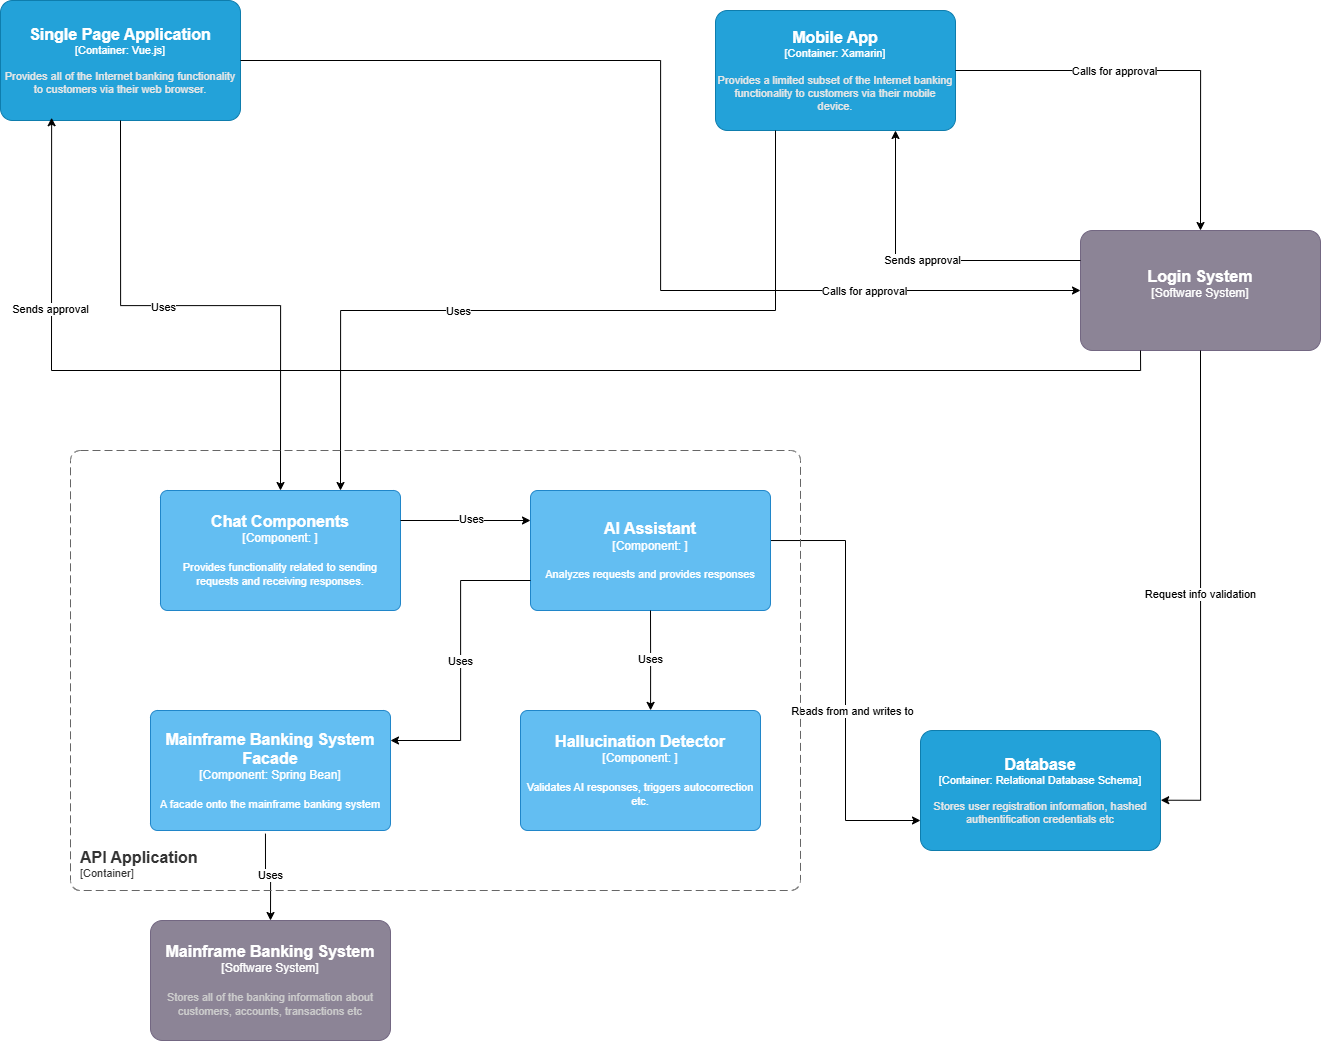 Single Page Application
[Container: Vue.js]
Provides all of the Internet banking functionality
to customers via their web browser.
Mobile App
[Container: Xamarin]
Provides a limited subset of the Internet banking
functionality to customers via their mobile
device.
Calls for approval
Sends approval
Login System
[Software System]
Calls for approval
Sends approval
Uses
Uses
Chat Components
[Component: ]
Provides functionality related to sending
requests and receiving responses.
Uses
AI Assistant
[Component: ]
Analyzes requests and provides responses
Request info validation
Uses
Uses
Reads from and writes to
Mainframe Banking System
Facade
[Component: Spring Bean]
A facade onto the mainframe banking system
Hallucination Detector
[Component: ]
Validates AI responses, triggers autocorrection
etc.
Database
[Container: Relational Database Schema]
Stores user registration information, hashed
authentification credentials etc
API Application
[Container]
Uses
Mainframe Banking System
[Software System]
Stores all of the banking information about
customers, accounts, transactions etc